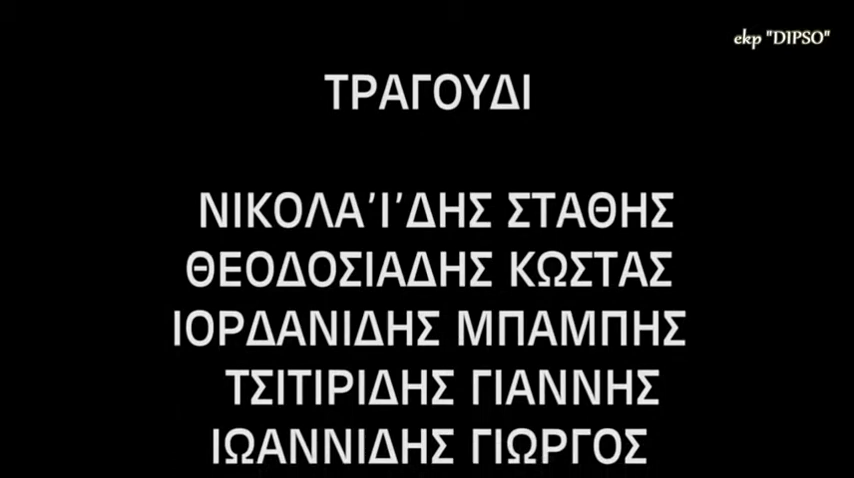 ekp "DIPSO"
ΤΡΑΓΟΥΔΙ
ΝΙΚΟΛΑ'Ι'ΔΗΣ ΣΤΑΘΗΣ
ΘΕΟΔΟΣΙΑΔΗΣ ΚΩΣΤΑΣ
ΙΟΡΔΑΝΙΔΗΣ ΜΠΑΜΠΗΣ
ΤΣΙΤΙΡΙΔΗΣ ΓΙΑΝΝΗΣ
ΙΩΑΝΝΙΔΗΣ ΓΙΩΡΓΟΣ